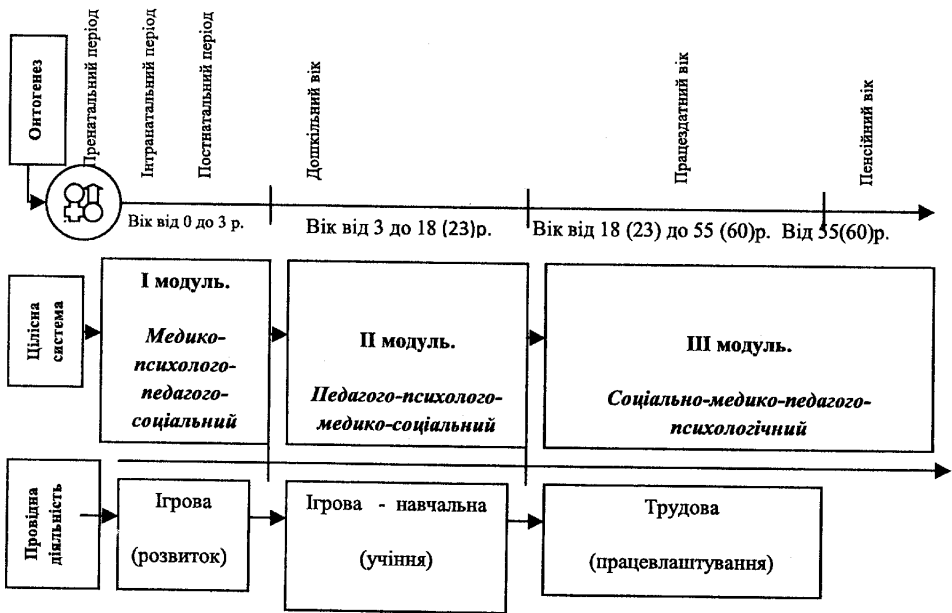 Онтогенез
Пренатальний період
Інтранатальний період
Постнатальний період
Дошкільний вік
Працездатний вік
Пенсійний вік
Вік від 0 до 3 р.
Вік від 3 до 18 (23)р.
Вік від 18 (23) до 55 (60)р.
Від 55(60)р.
Цілісна
система
І модуль.
Медико-
психолого-
педагого-
соціальний
ІІ модуль.
Педагого-психолого-
медико-соціальний
ІІІ модуль.
Соціально-медико-педагого-
психологічний
Провідна
діяльність
Ігрова
(розвиток)
Ігрова - навчальна
(учіння)
Трудова
(працевлаштування)